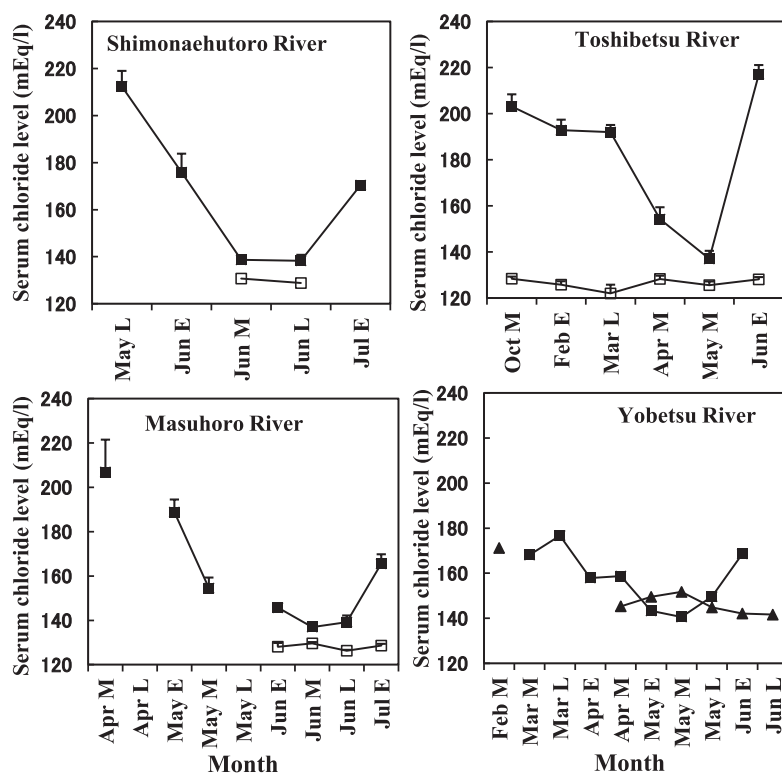 Shimonaehutoro River
Serum chloride level (mEq/l)
240
220
200
180
160
140
120
May L
Jun E
Jun M
Jun L
Jul E
Toshibetsu River
Serum chloride level (mEq/l)
240
220
200
180
160
140
120
Oct M
Feb E
Mar L
Apr M
May M
Jun E
Masuhoro River
Serum chloride level (mEq/l)
240
220
200
180
160
140
120
Apr M
Apr L
May E
May M
May L
Jun E
Jun M
Jun L
Jul E
Month
Yobetsu River
Serum chloride level (mEq/l)
240
220
200
180
160
140
120
Feb M
Mar M
Mar L
Apr E
Apr M
May E
May M
May L
Jun E
Jun L
Month